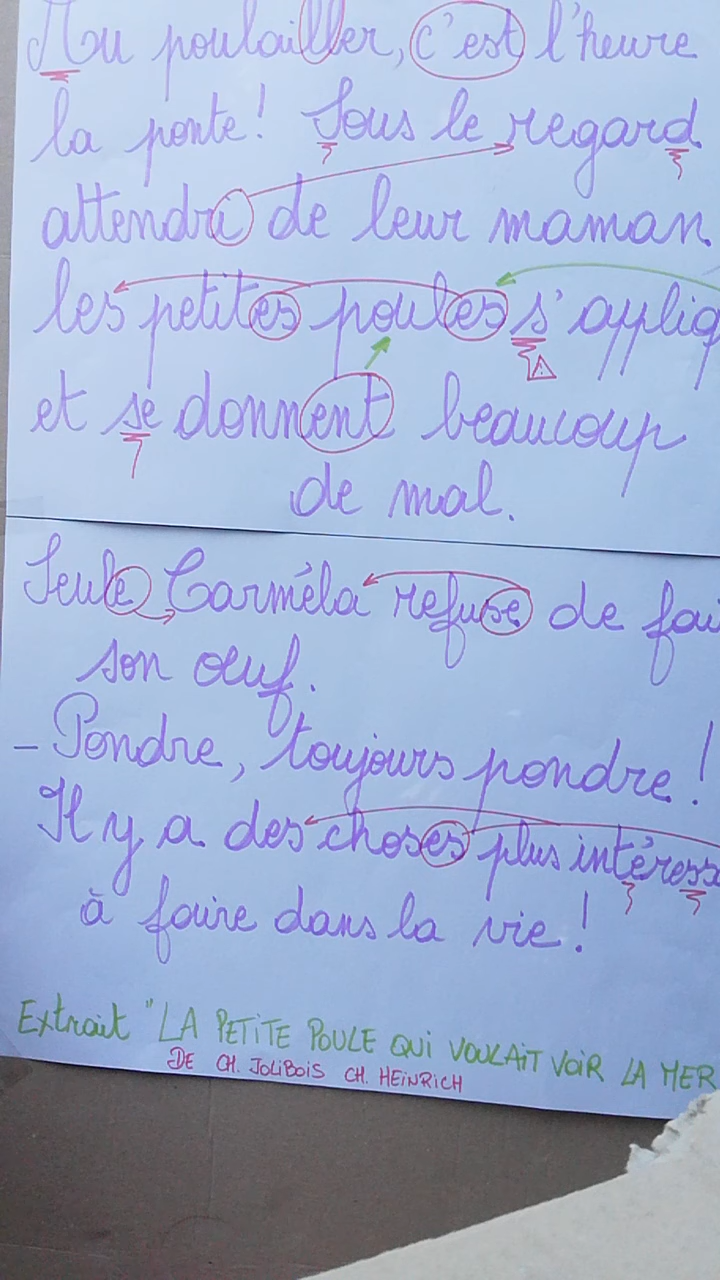 Au poulailler, c'est l'heure
la ponte! Sous le regard
attendri de leur maman
les petites poules s'appliq
et se donnent beaucoup
de mal.
Seule Carméla refuse de fai
son œuf.
- Pondre, toujours pondre!
Il y a des choses plus intéress
à faire dans la vie!
Extrait "LA PETITE POULE QUI VOULAIT VOIR LA MER
DE CH. JOLIBOIS CH. HEINRICH